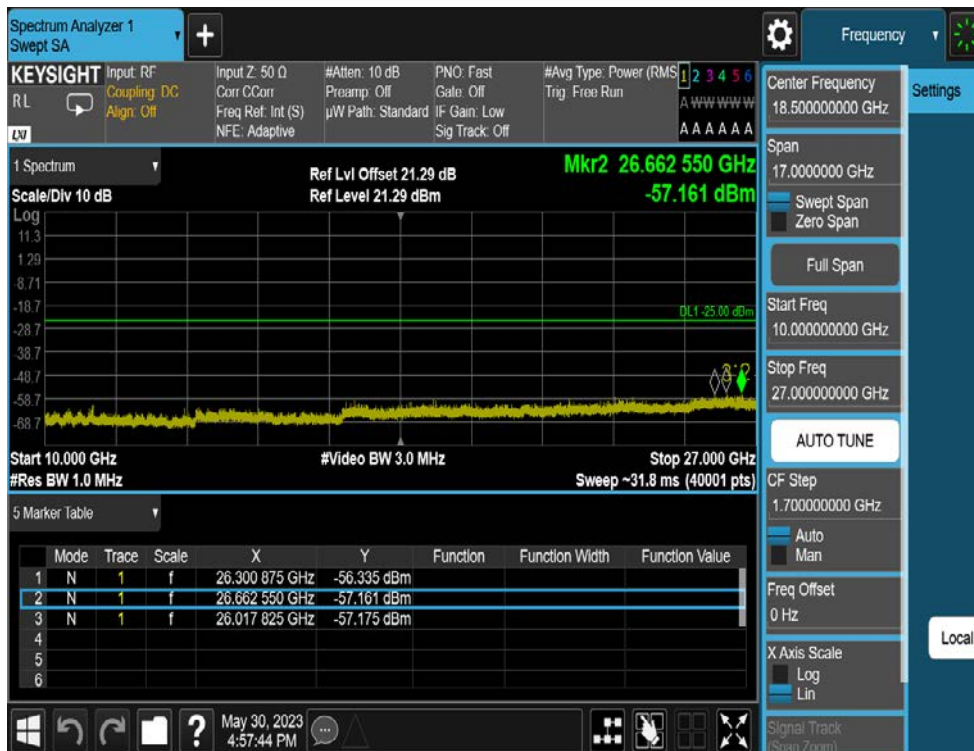 Spectrum Analyzer 1
Swept SA
+
Frequency
KEYSIGHT
RL
LXI
Input: RF
Coupling: DC
Align: Off
Input Z: 50 Ω
Corr CCorr
Freq Ref: Int (S)
NFE: Adaptive
#Atten: 10 dB
Preamp: Off
µW Path: Standard
PNO: Fast
Gate: Off
IF Gain: Low
Sig Track: Off
#Avg Type: Power (RMS
Trig: Free Run
1 2 3 4 5 6
A W W W W W
A A A A A A
1 Spectrum
Scale/Div 10 dB
Ref Lvl Offset 21.29 dB
Ref Level 21.29 dBm
Mkr2 26.662 550 GHz
-57.161 dBm
Log
11.3
1.29
-8.71
-18.7
-28.7
-38.7
-48.7
-58.7
-68.7
DL1 -25.00 dBm
Start 10.000 GHz
#Res BW 1.0 MHz
#Video BW 3.0 MHz
Stop 27.000 GHz
Sweep ~31.8 ms (40001 pts)
5 Marker Table
Mode Trace Scale X Y Function Function Width Function Value
1 N 1 f 26.300 875 GHz -56.335 dBm
2 N 1 f 26.662 550 GHz -57.161 dBm
3 N 1 f 26.017 825 GHz -57.175 dBm
4
5
6
May 30, 2023
4:57:44 PM
Center Frequency
18.500000000 GHz
Span
17.0000000 GHz
Swept Span
Zero Span
Full Span
Start Freq
10.000000000 GHz
Stop Freq
27.000000000 GHz
AUTO TUNE
CF Step
1.700000000 GHz
Auto
Man
Freq Offset
0 Hz
X Axis Scale
Log
Lin
Signal Track
(Span Zoom)
Settings
Local